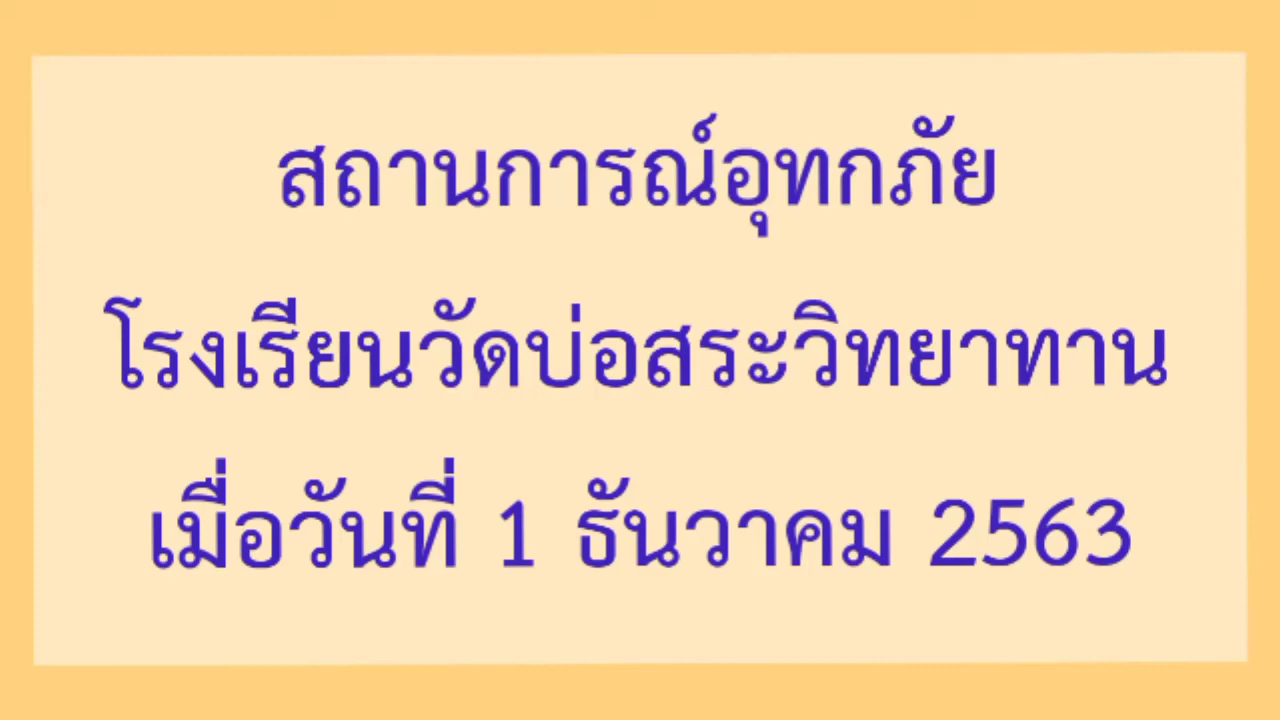 สถานการณ์อุทกภัย
โรงเรียนวัดบ่อสระวิทยาทาน
เมื่อวันที่ 1 ธันวาคม 2563